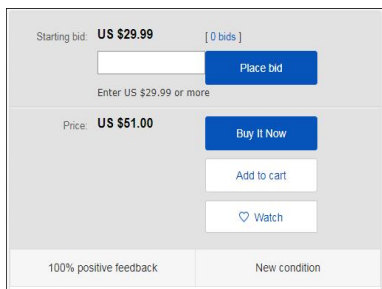 Starting bid: US $29.99 [ 0 bids ]
Place bid
Enter US $29.99 or more
Price: US $51.00
Buy It Now
Add to cart
Watch
100% positive feedback New condition